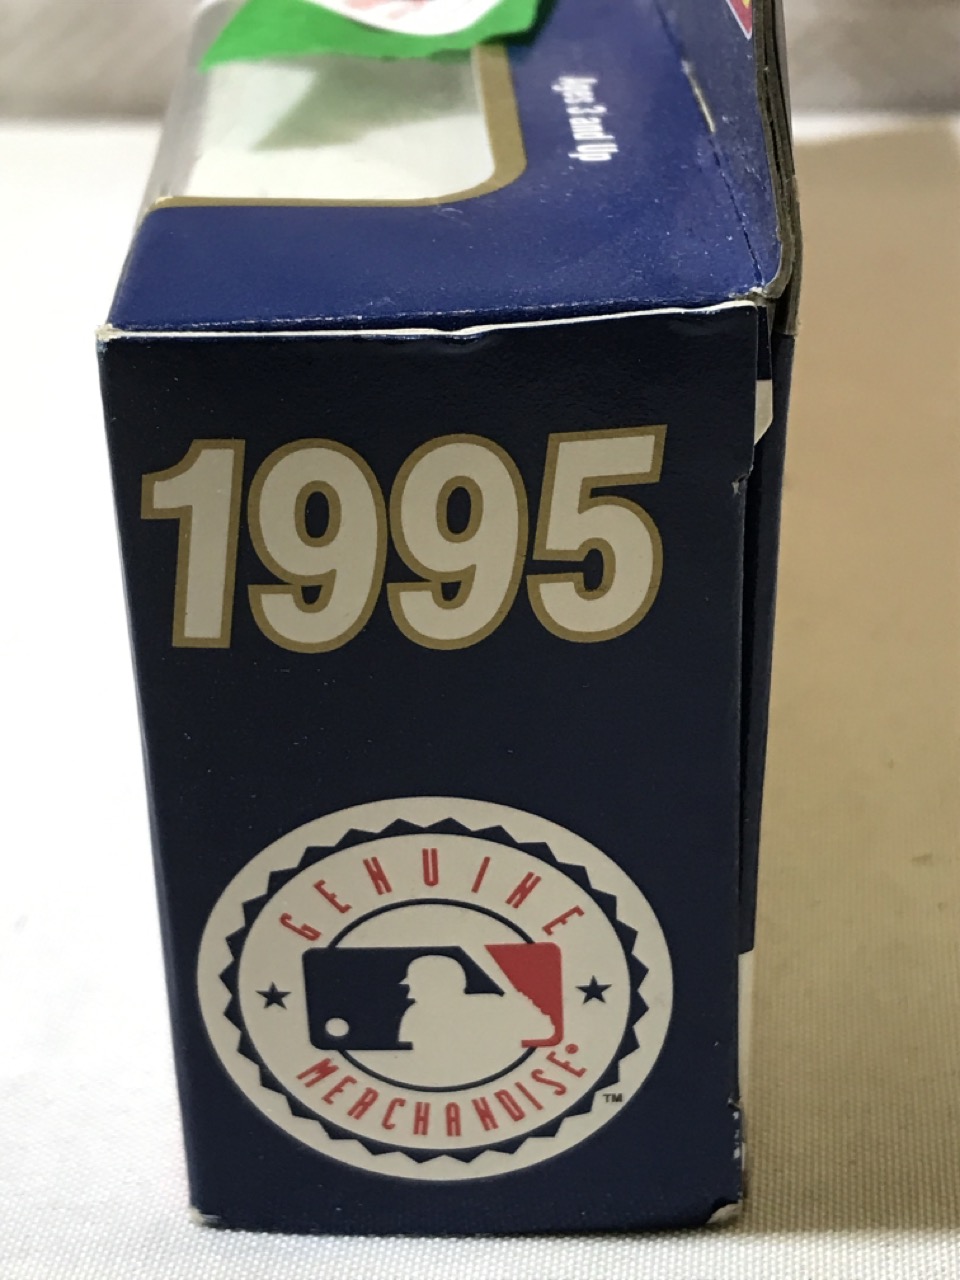 Ages 3 and Up
1995
GENUINE
MERCHANDISE®
TM